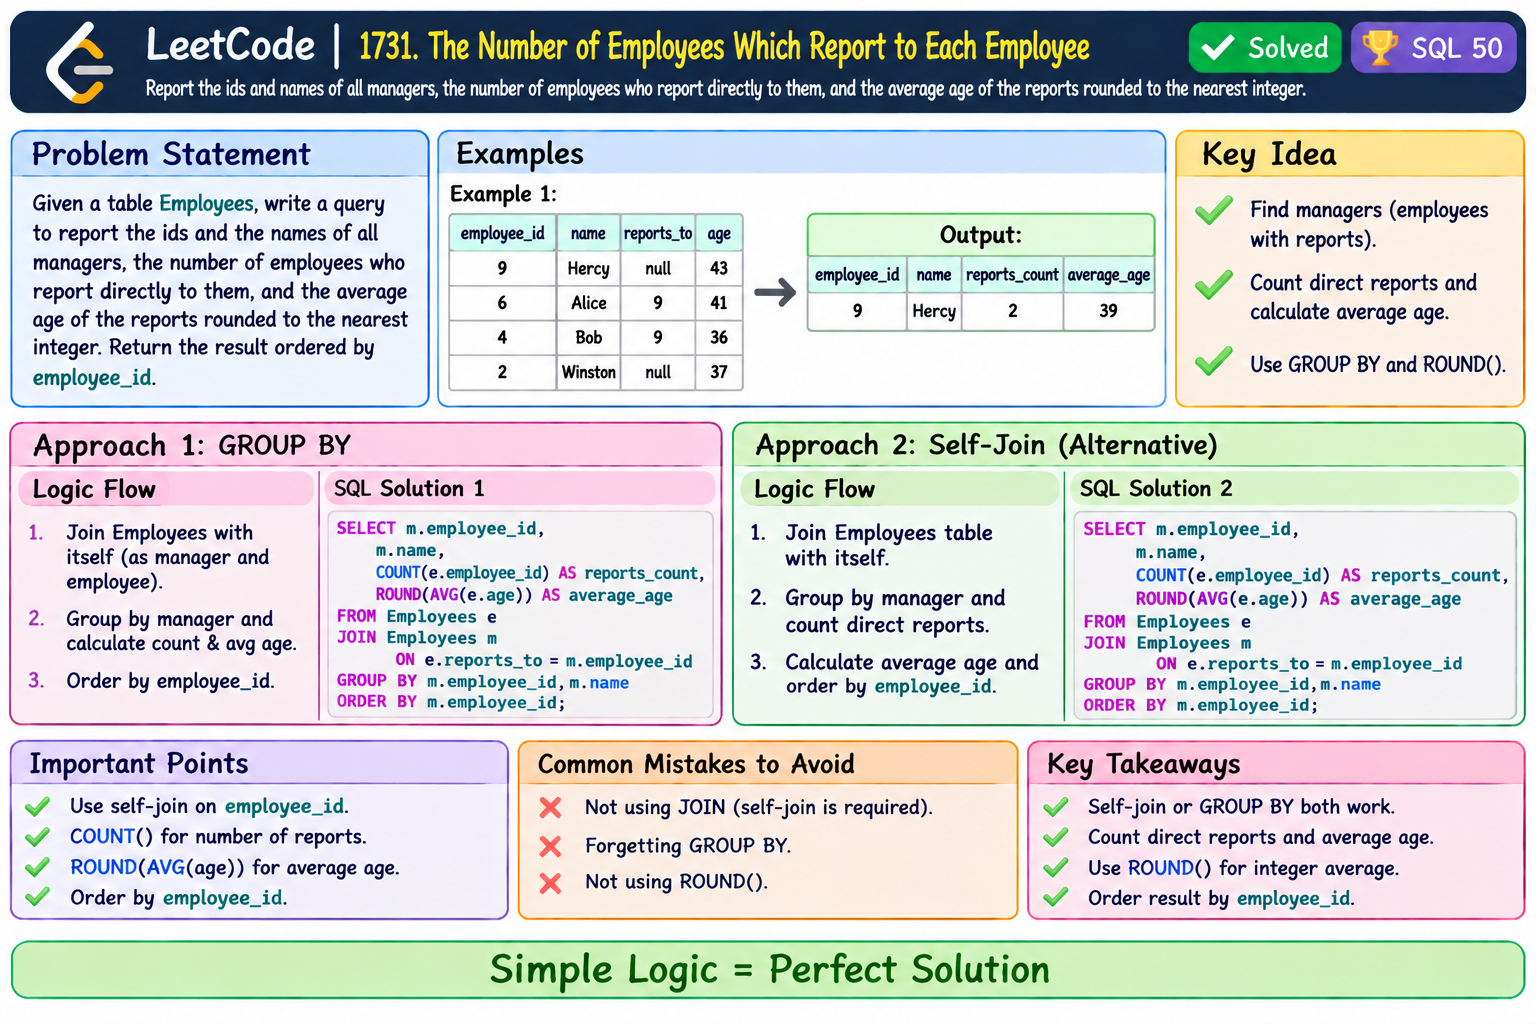 LeetCode | 1731. The Number of Employees Which Report to Each Employee
Solved
SQL 50
Report the ids and names of all managers, the number of employees who report directly to them, and the average age of the reports rounded to the nearest integer.
Problem Statement
Given a table Employees, write a query
to report the ids and the names of all
managers, the number of employees who
report directly to them, and the average
age of the reports rounded to the nearest
integer. Return the result ordered by
employee_id.
Examples
Example 1:
employee_id name reports_to age
9 Hercy null 43
6 Alice 9 41
4 Bob 9 36
2 Winston null 37
Output:
employee_id name reports_count average_age
9 Hercy 2 39
Key Idea
Find managers (employees
with reports).
Count direct reports and
calculate average age.
Use GROUP BY and ROUND().
Approach 1: GROUP BY
Logic Flow
1. Join Employees with
itself (as manager and
employee).
2. Group by manager and
calculate count & avg age.
3. Order by employee_id.
SQL Solution 1
SELECT m.employee_id,
m.name,
COUNT(e.employee_id) AS reports_count,
ROUND(AVG(e.age)) AS average_age
FROM Employees e
JOIN Employees m
ON e.reports_to = m.employee_id
GROUP BY m.employee_id, m.name
ORDER BY m.employee_id;
Approach 2: Self-Join (Alternative)
Logic Flow
1. Join Employees table
with itself.
2. Group by manager and
count direct reports.
3. Calculate average age and
order by employee_id.
SQL Solution 2
SELECT m.employee_id,
m.name,
COUNT(e.employee_id) AS reports_count,
ROUND(AVG(e.age)) AS average_age
FROM Employees e
JOIN Employees m
ON e.reports_to = m.employee_id
GROUP BY m.employee_id,m.name
ORDER BY m.employee_id;
Important Points
Use self-join on employee_id.
COUNT() for number of reports.
ROUND(AVG(age)) for average age.
Order by employee_id.
Common Mistakes to Avoid
Not using JOIN (self-join is required).
Forgetting GROUP BY.
Not using ROUND().
Key Takeaways
Self-join or GROUP BY both work.
Count direct reports and average age.
Use ROUND() for integer average.
Order result by employee_id.
Simple Logic = Perfect Solution